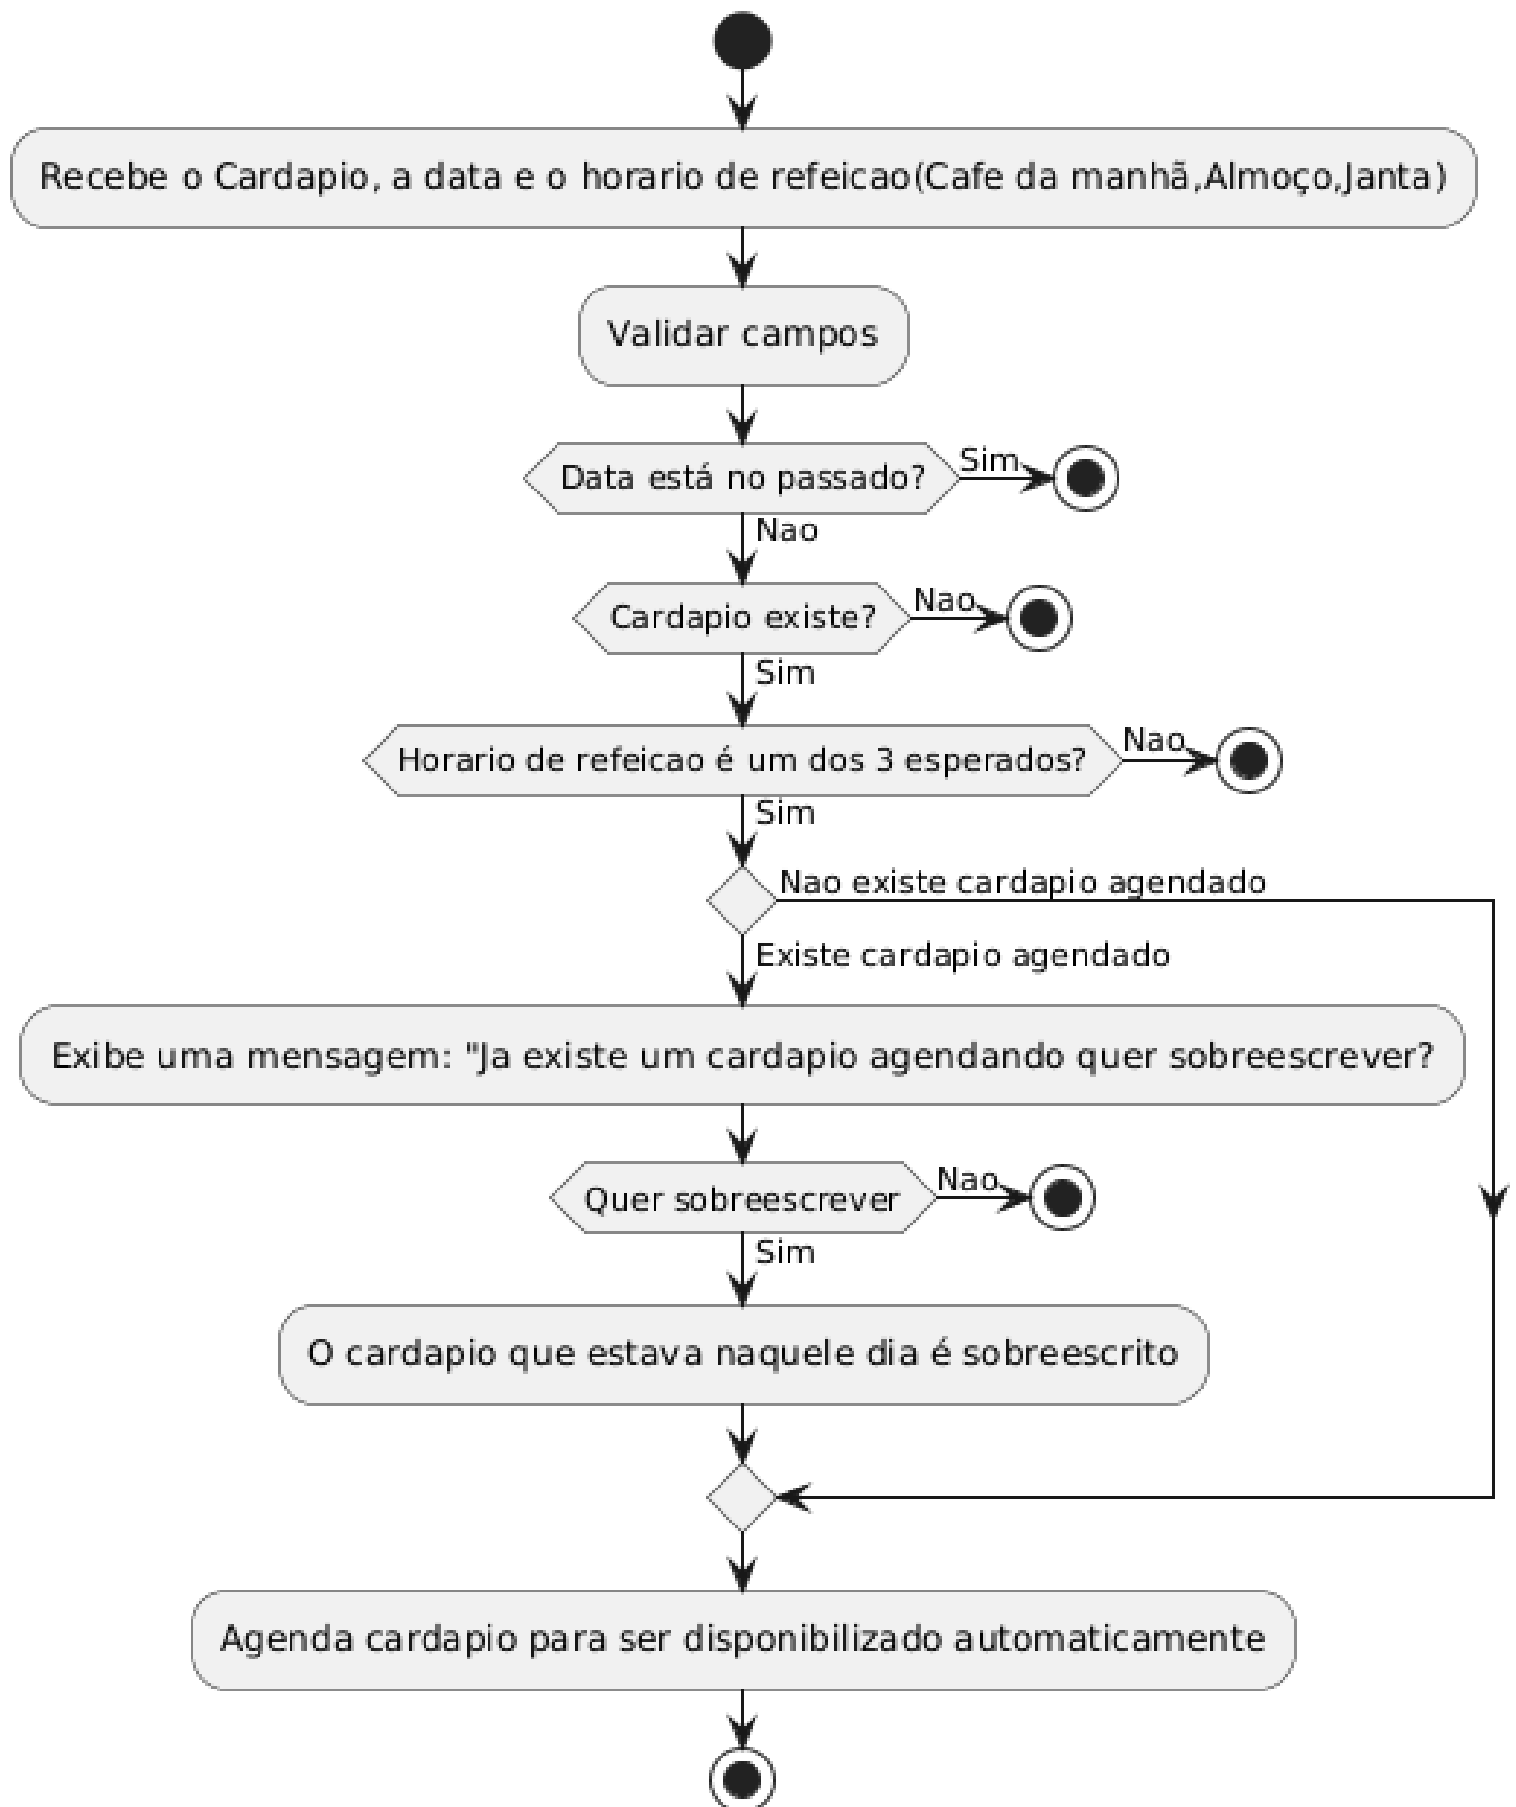 Recebe o Cardapio, a data e o horario de refeicao(Cafe da manhã,Almoço,Janta)
Validar campos
Data está no passado?
Sim
Nao
Cardapio existe?
Nao
Sim
Horario de refeicao é um dos 3 esperados?
Nao
Sim
Nao existe cardapio agendado
Existe cardapio agendado
Exibe uma mensagem: "Ja existe um cardapio agendando quer sobreescrever?
Quer sobreescrever
Nao
Sim
O cardapio que estava naquele dia é sobreescrito
Agenda cardapio para ser disponibilizado automaticamente